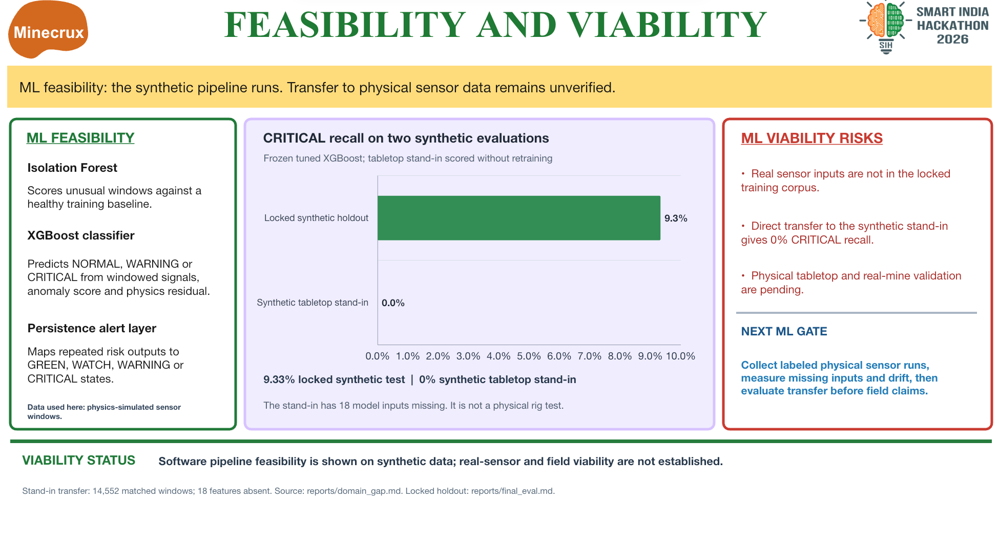 Minecrux
FEASIBILITY AND VIABILITY
SIH
SMART INDIA
HACKATHON
2026
ML feasibility: the synthetic pipeline runs. Transfer to physical sensor data remains unverified.
ML FEASIBILITY
Isolation Forest
Scores unusual windows against a
healthy training baseline.
XGBoost classifier
Predicts NORMAL, WARNING or
CRITICAL from windowed signals,
anomaly score and physics residual.
Persistence alert layer
Maps repeated risk outputs to
GREEN, WATCH, WARNING or
CRITICAL states.
Data used here: physics-simulated sensor
windows.
CRITICAL recall on two synthetic evaluations
Frozen tuned XGBoost; tabletop stand-in scored without retraining
Locked synthetic holdout
9.3%
Synthetic tabletop stand-in
0.0%
0.0% 1.0% 2.0% 3.0% 4.0% 5.0% 6.0% 7.0% 8.0% 9.0% 10.0%
9.33% locked synthetic test | 0% synthetic tabletop stand-in
The stand-in has 18 model inputs missing. It is not a physical rig test.
ML VIABILITY RISKS
• Real sensor inputs are not in the locked
training corpus.
• Direct transfer to the synthetic stand-in
gives 0% CRITICAL recall.
• Physical tabletop and real-mine validation
are pending.
NEXT ML GATE
Collect labeled physical sensor runs,
measure missing inputs and drift, then
evaluate transfer before field claims.
VIABILITY STATUS
Software pipeline feasibility is shown on synthetic data; real-sensor and field viability are not established.
Stand-in transfer: 14,552 matched windows; 18 features absent. Source: reports/domain_gap.md. Locked holdout: reports/final_eval.md.